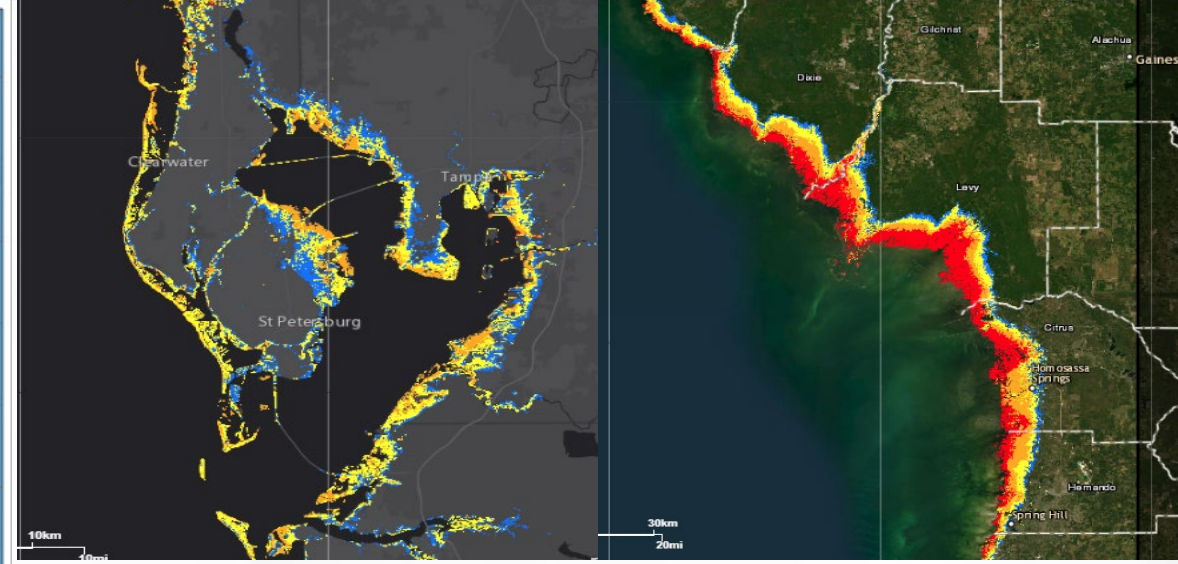 Clearwater
Tampa
St Petersburg
10km
10mi
Gilchrist
Alachua
Gaines
Dixie
Levy
Citrus
Homosassa
Springs
Hernando
Spring Hill
30km
20mi